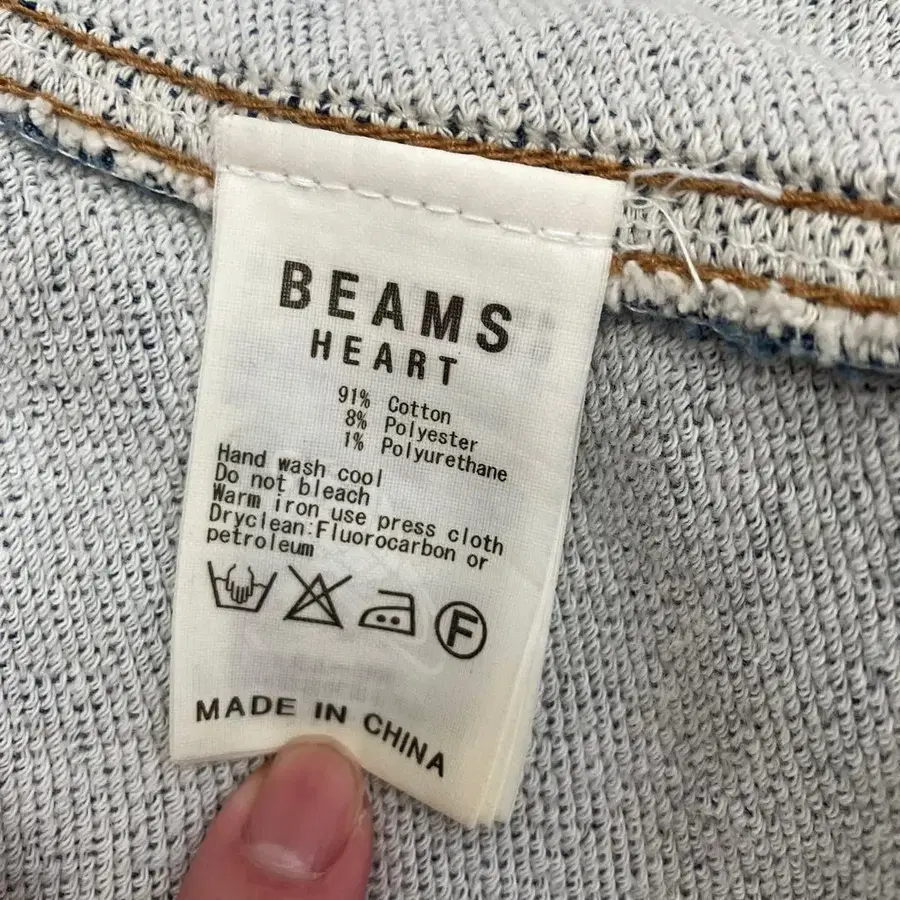 BEAMS
HEART
91% Cotton
8% Polyester
1% Polyurethane
Hand wash cool
Do not bleach
Warm iron use press cloth
Dryclean:Fluorocarbon or
petroleum
F
MADE IN CHINA